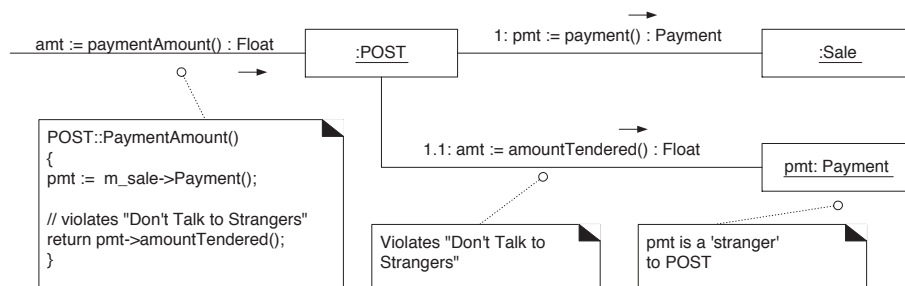 amt := paymentAmount() : Float
:POST
1: pmt := payment() : Payment
:Sale
POST::PaymentAmount()
{
pmt := m_sale->Payment();
// violates "Don't Talk to Strangers"
return pmt->amountTendered();
}
1.1: amt := amountTendered() : Float
pmt: Payment
Violates "Don't Talk to
Strangers"
pmt is a 'stranger'
to POST